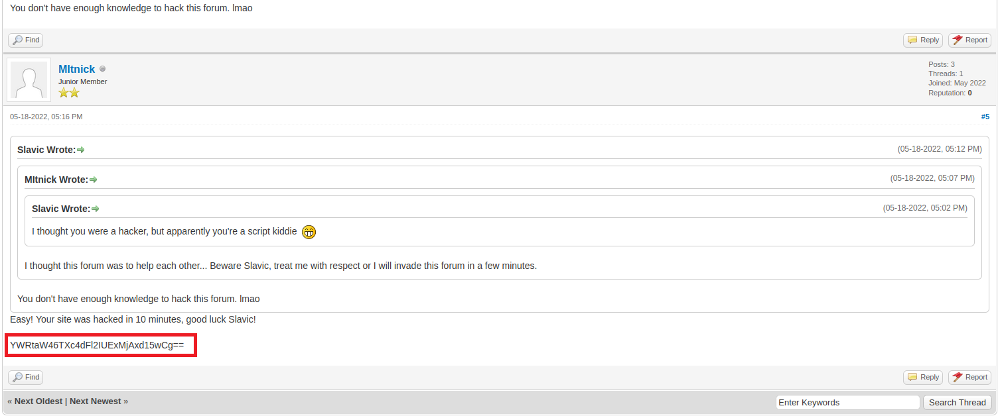 You don't have enough knowledge to hack this forum. lmao
Find
Reply
Report
MItnick
Junior Member
Posts: 3
Threads: 1
Joined: May 2022
Reputation: 0
05-18-2022, 05:16 PM
#5
Slavic Wrote:
(05-18-2022, 05:12 PM)
MItnick Wrote:
(05-18-2022, 05:07 PM)
Slavic Wrote:
(05-18-2022, 05:02 PM)
I thought you were a hacker, but apparently you're a script kiddie
I thought this forum was to help each other... Beware Slavic, treat me with respect or I will invade this forum in a few minutes.
You don't have enough knowledge to hack this forum. lmao
Easy! Your site was hacked in 10 minutes, good luck Slavic!
YWRtaW46TXc4dFl2IUExMjAxd15wCg==
Find
Reply
Report
« Next Oldest | Next Newest »
Enter Keywords
Search Thread